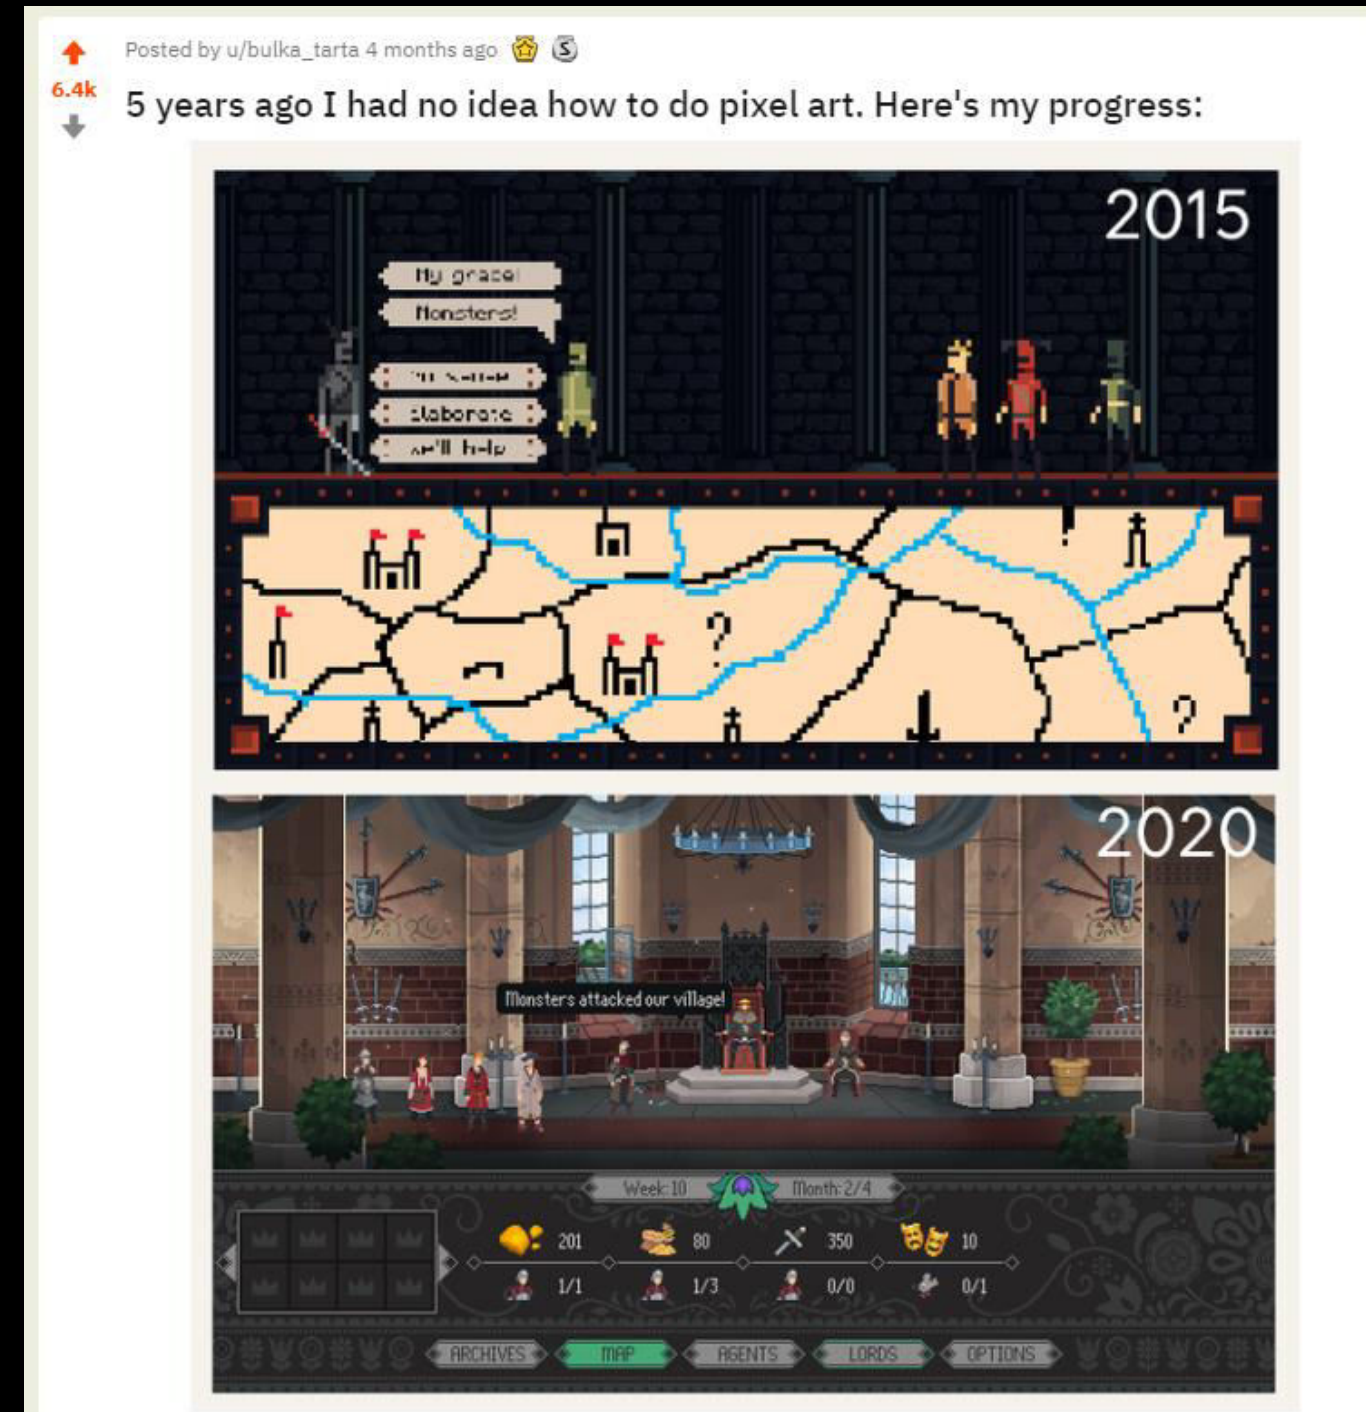 Posted by u/bulka_tarta 4 months ago
6.4k
5 years ago I had no idea how to do pixel art. Here's my progress:
2015
My grace!
Monsters!
elaborate
we'll help
2020
Monsters attacked our village!
Week: 10 Month: 2/4
201 80 350 10
1/1 1/3 0/0 0/1
ARCHIVES MAP AGENTS LORDS OPTIONS